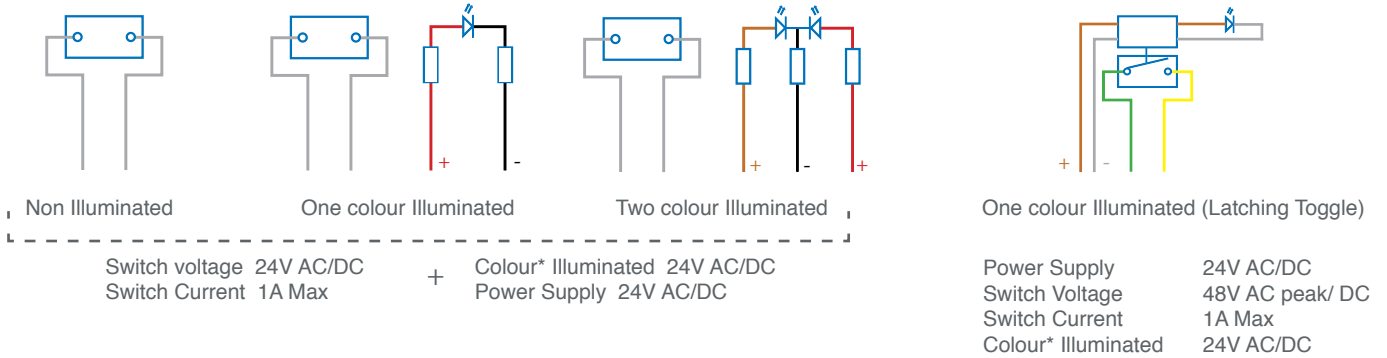 + - + - + + -
Non Illuminated One colour Illuminated Two colour Illuminated One colour Illuminated (Latching Toggle)
Switch voltage 24V AC/DC
Switch Current 1A Max
+
Colour* Illuminated 24V AC/DC
Power Supply 24V AC/DC
Power Supply 24V AC/DC
Switch Voltage 48V AC peak/ DC
Switch Current 1A Max
Colour* Illuminated 24V AC/DC